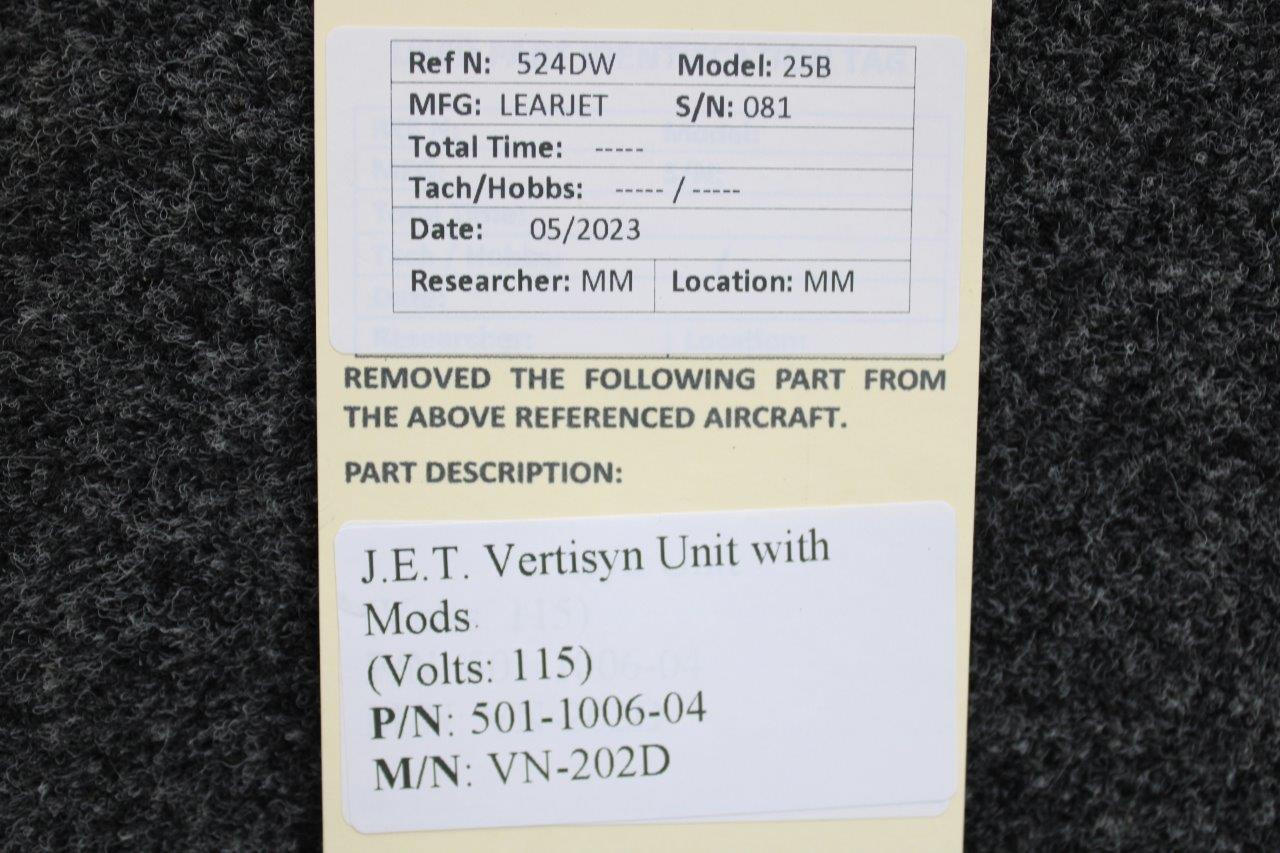 Ref N: 524DW Model: 25B
MFG: LEARJET S/N: 081
Total Time: -----
Tach/Hobbs: ----- / -----
Date: 05/2023
Researcher: MM Location: MM
REMOVED THE FOLLOWING PART FROM
THE ABOVE REFERENCED AIRCRAFT.
PART DESCRIPTION:
J.E.T. Vertisyn Unit with
Mods
(Volts: 115)
P/N: 501-1006-04
M/N: VN-202D